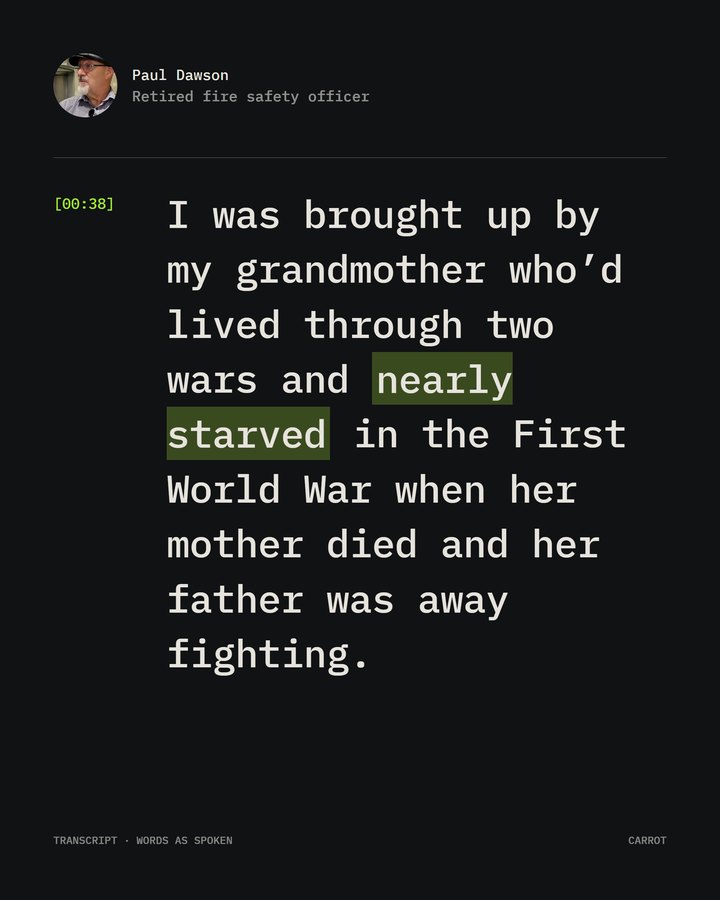 Paul Dawson
Retired fire safety officer
[00:38]
I was brought up by
my grandmother who’d
lived through two
wars and nearly
starved in the First
World War when her
mother died and her
father was away
fighting.
TRANSCRIPT · WORDS AS SPOKEN
CARROT